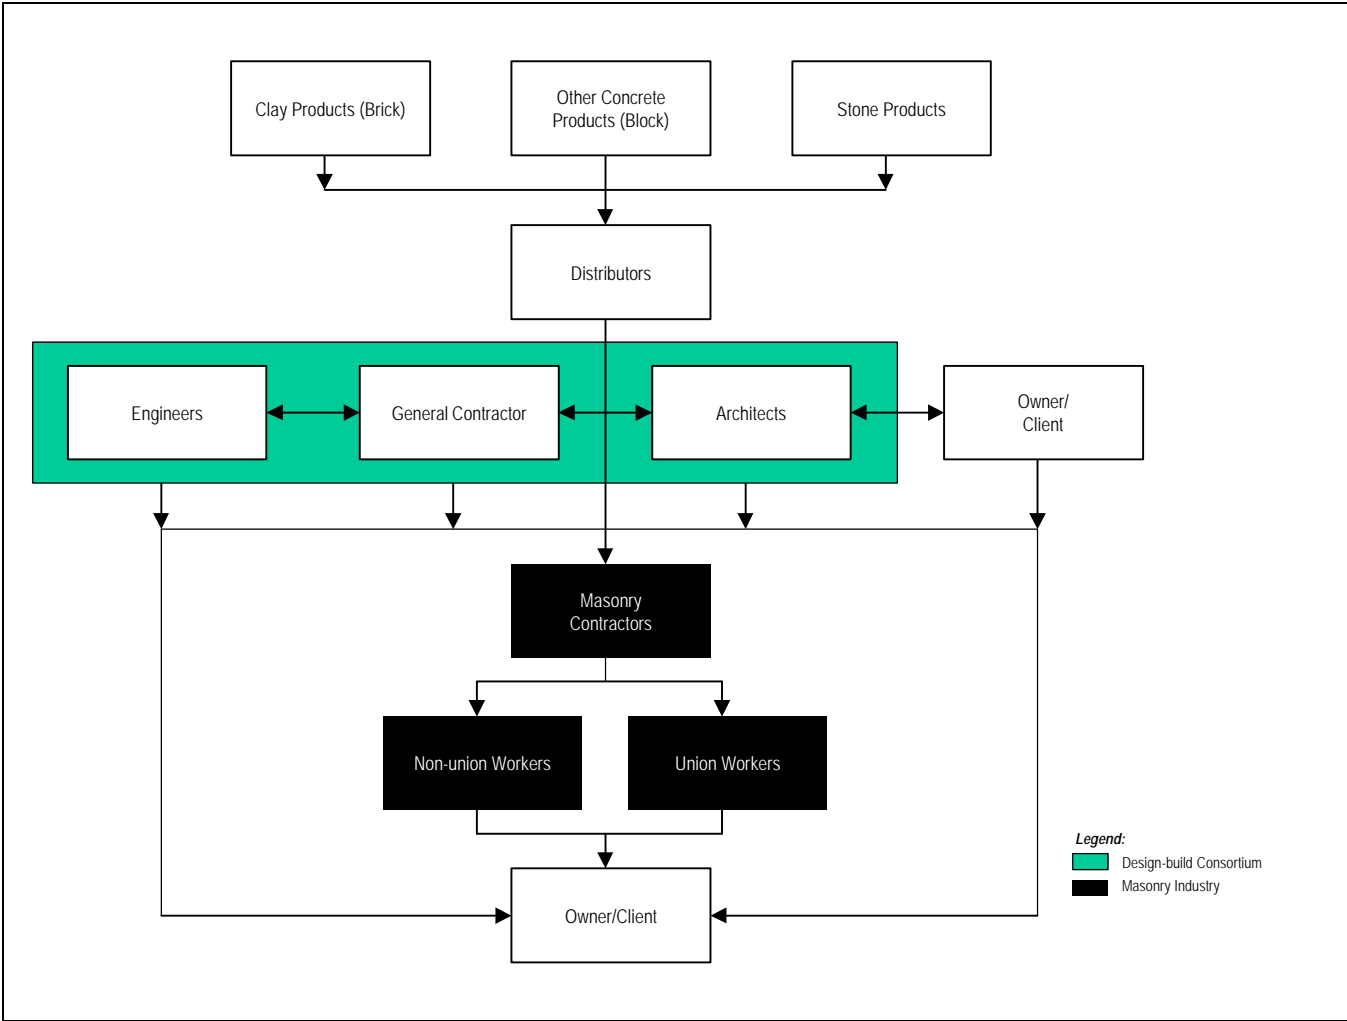 Clay Products (Brick)
Other Concrete
Products (Block)
Stone Products
Distributors
Engineers
General Contractor
Architects
Owner/
Client
Masonry
Contractors
Non-union Workers
Union Workers
Owner/Client
Legend:
Design-build Consortium
Masonry Industry